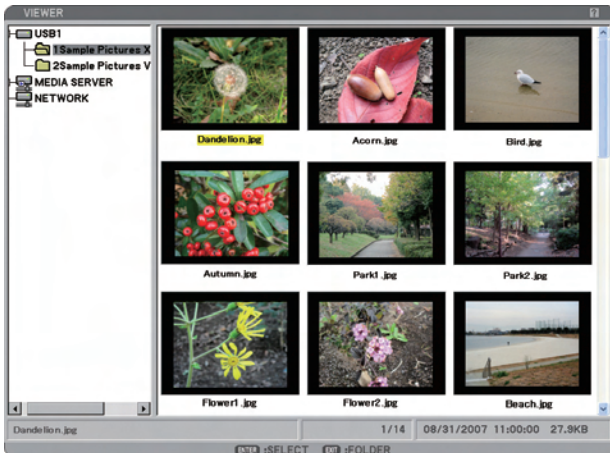 VIEWER ?
USB1
1Sample Pictures X
2Sample Pictures V
MEDIA SERVER
NETWORK
Dandelion.jpg Acorn.jpg Bird.jpg
Autumn.jpg Park1.jpg Park2.jpg
Flower1.jpg Flower2.jpg Beach.jpg
Dandelion.jpg 1/14 08/31/2007 11:00:00 27.9KB
ENTER :SELECT EXIT :FOLDER